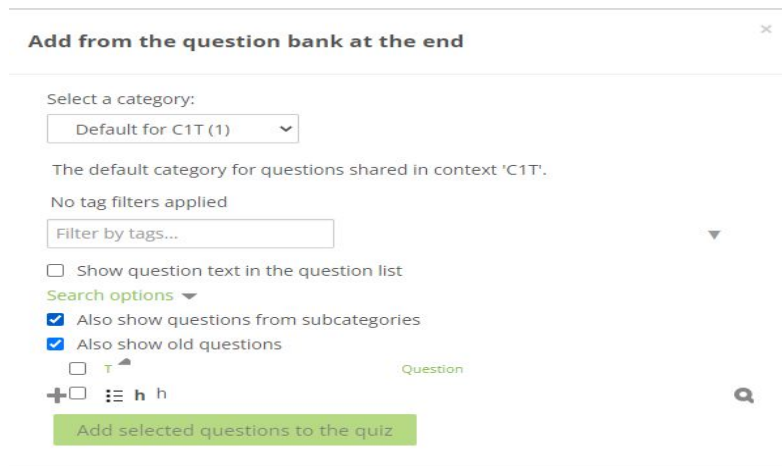 Add from the question bank at the end
Select a category:
Default for C1T (1)
The default category for questions shared in context 'C1T'.
No tag filters applied
Filter by tags...
Show question text in the question list
Search options
Also show questions from subcategories
Also show old questions
T Question
h h
Add selected questions to the quiz